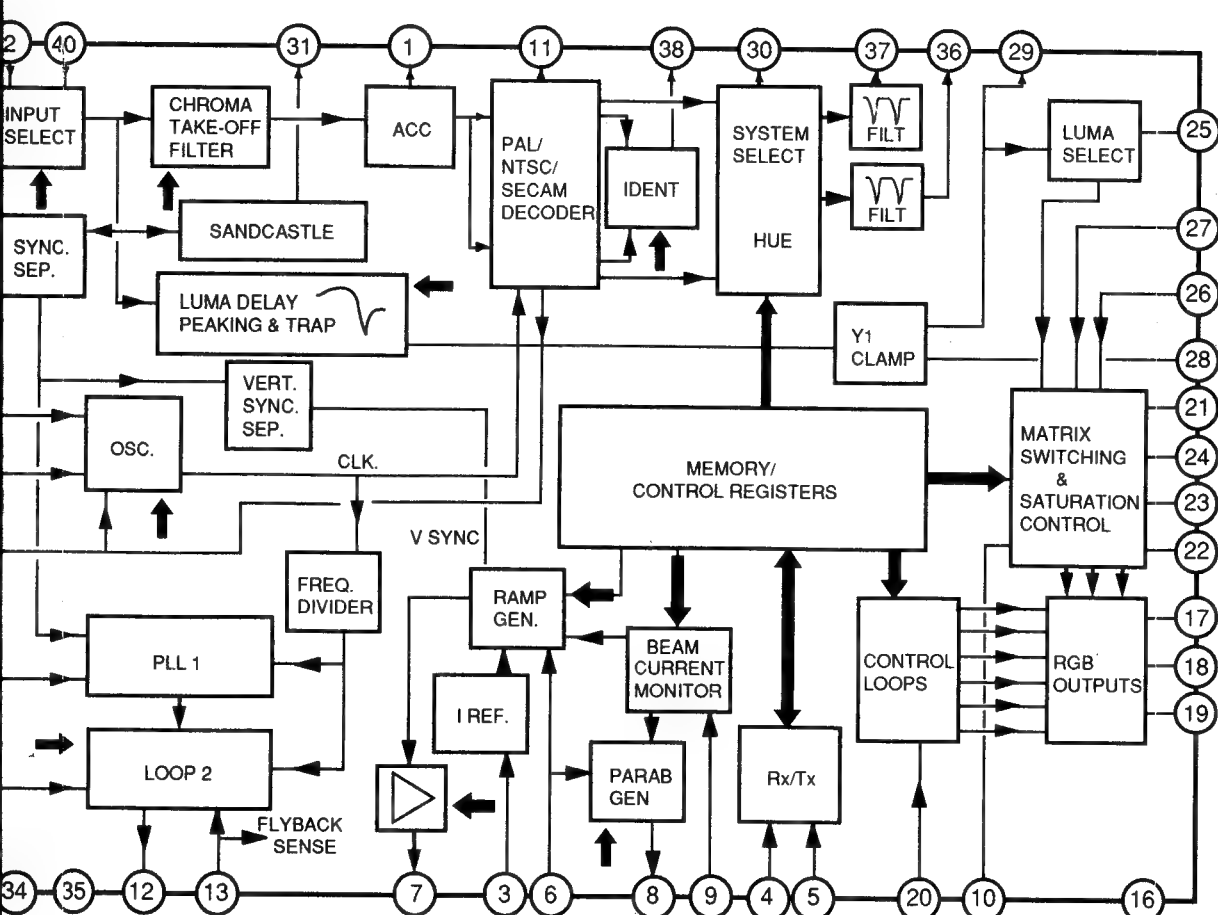 2
40
31
1
11
38
30
37
36
29
INPUT
SELECT
CHROMA
TAKE-OFF
FILTER
ACC
PAL/
NTSC/
SECAM
DECODER
IDENT
SYSTEM
SELECT
HUE
FILT
FILT
LUMA
SELECT
25
SYNC.
SEP.
SANDCASTLE
27
LUMA DELAY
PEAKING & TRAP
26
Y1
CLAMP
28
VERT.
SYNC.
SEP.
OSC.
CLK.
MEMORY/
CONTROL REGISTERS
MATRIX
SWITCHING
&
SATURATION
CONTROL
21
24
23
22
V SYNC
FREQ.
DIVIDER
RAMP
GEN.
PLL 1
BEAM
CURRENT
MONITOR
CONTROL
LOOPS
RGB
OUTPUTS
17
18
19
I REF.
LOOP 2
PARAB
GEN
Rx/Tx
FLYBACK
SENSE
34
35
12
13
7
3
6
8
9
4
5
20
10
16